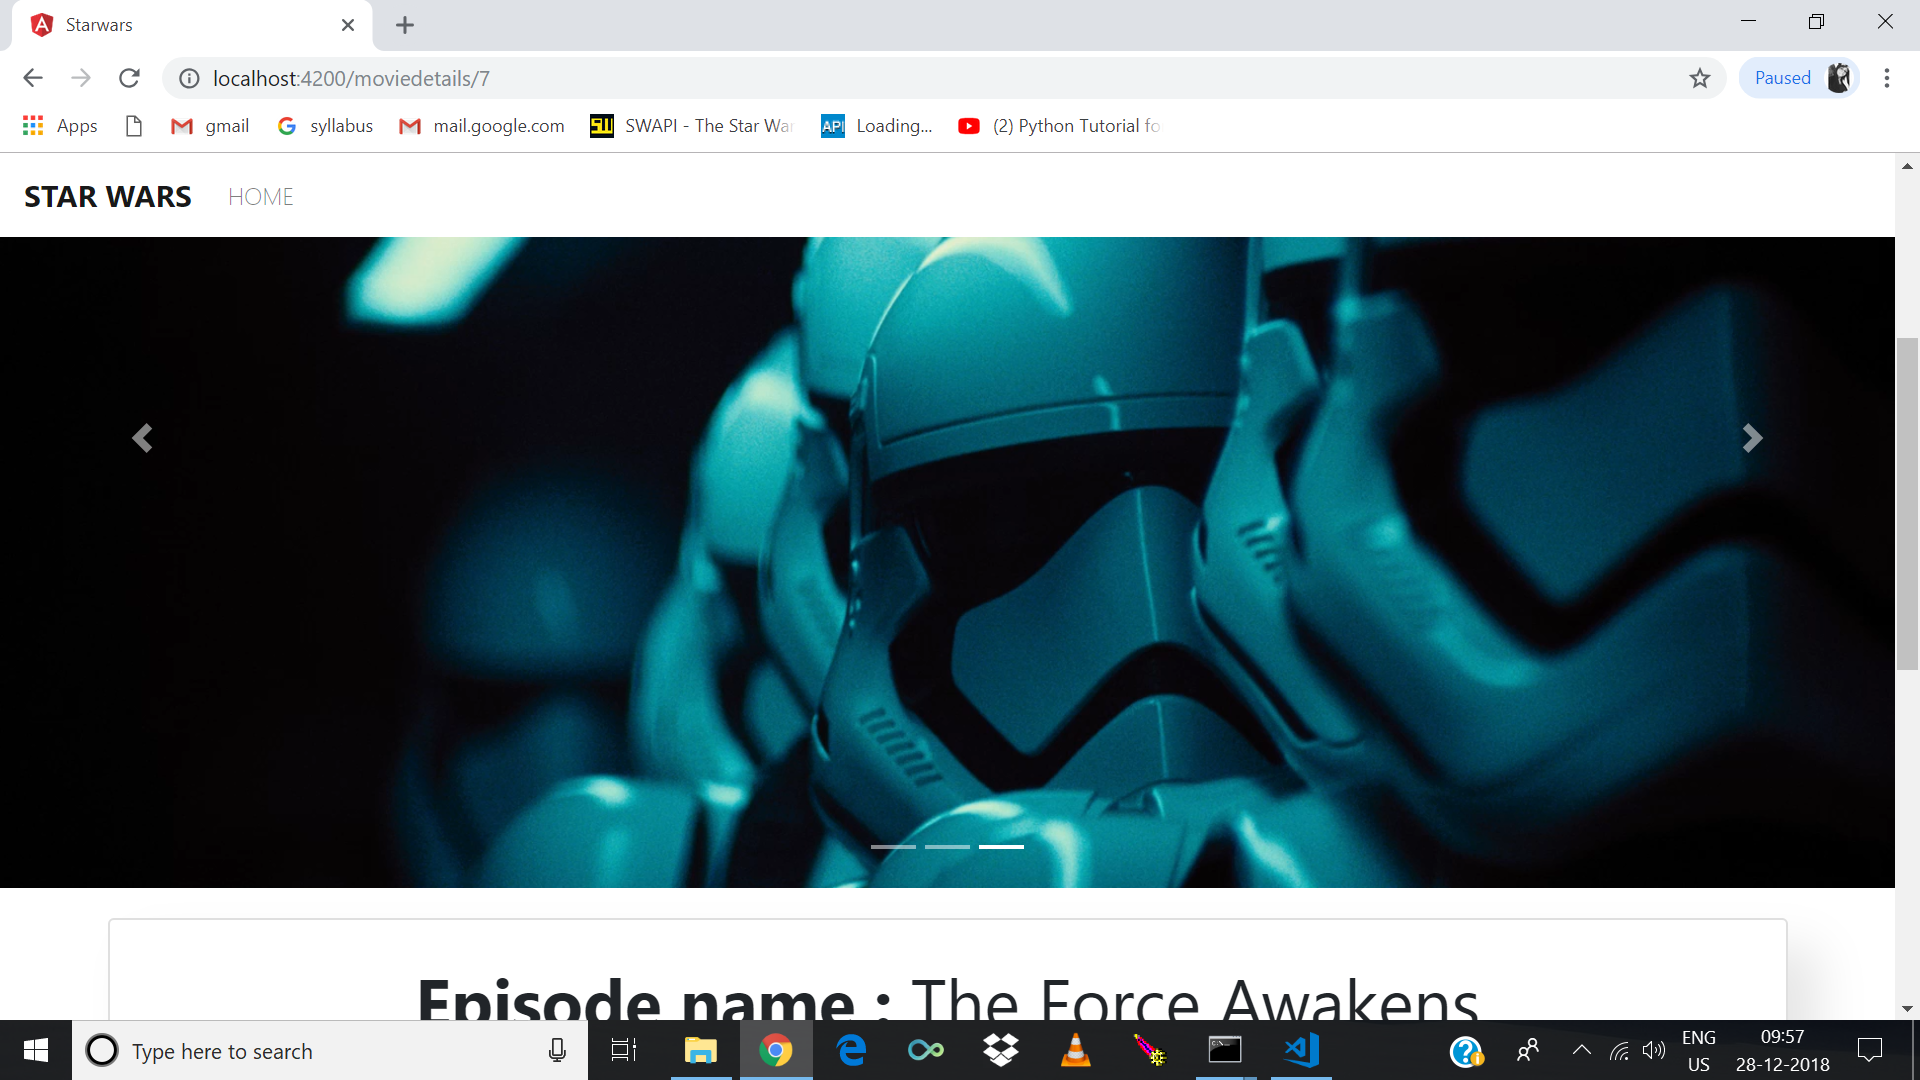 Starwars
localhost:4200/moviedetails/7
Paused
Apps gmail syllabus mail.google.com SWAPI - The Star War API Loading... (2) Python Tutorial fo
STAR WARS HOME
Episode name : The Force Awakens
Type here to search
ENG 09:57
US 28-12-2018